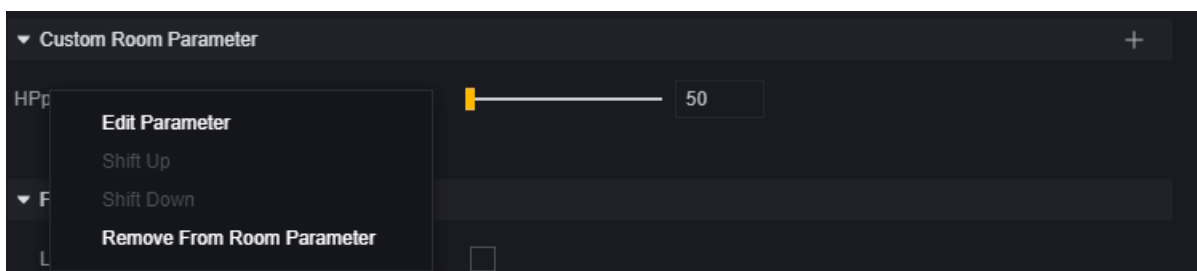 Custom Room Parameter
HPp
50
Edit Parameter
Shift Up
Shift Down
F
Remove From Room Parameter
L